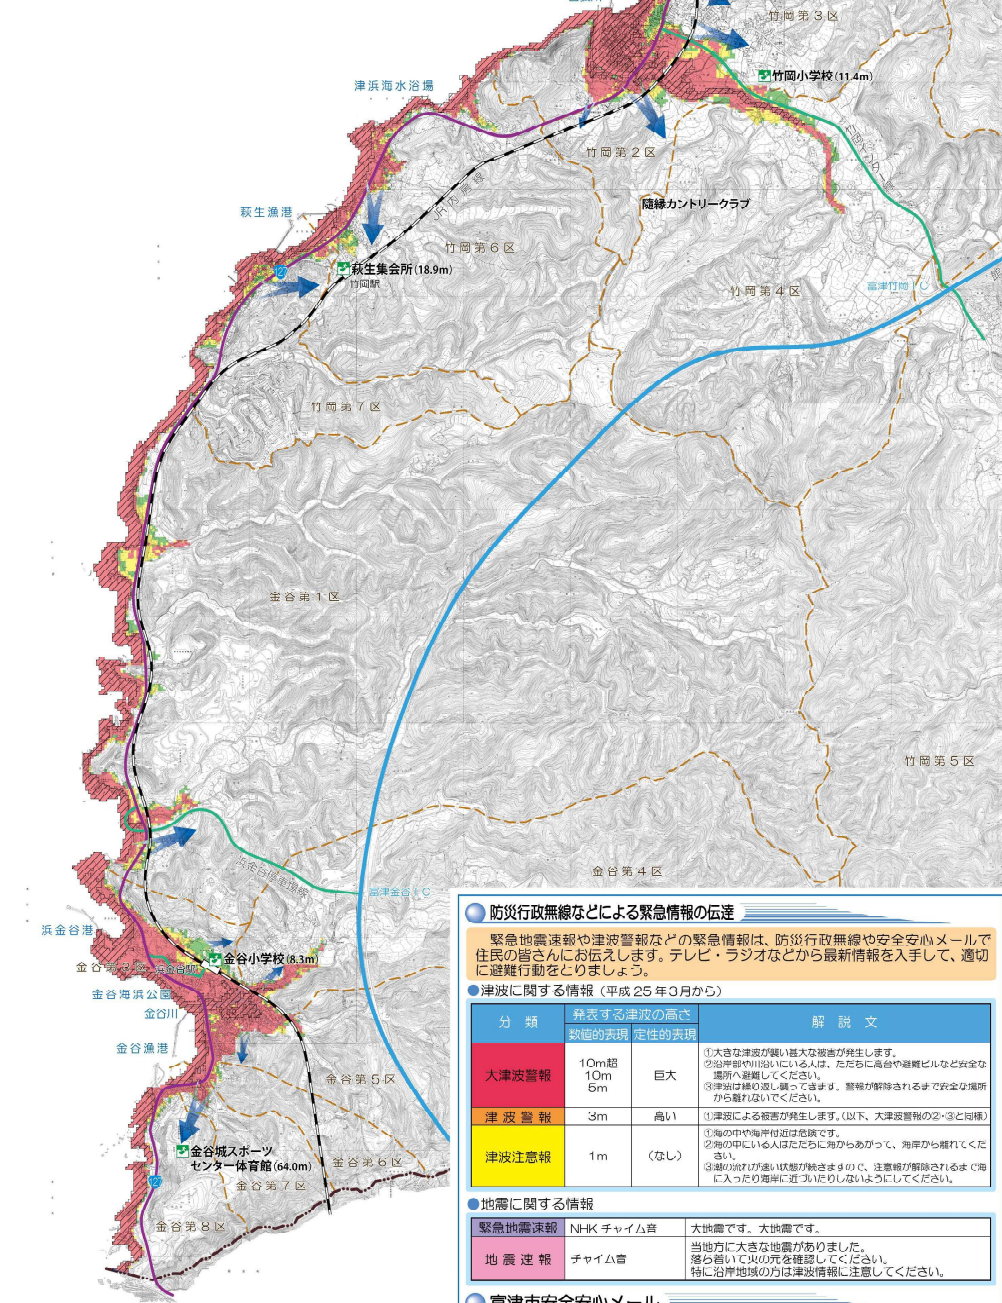 竹岡第３区
竹岡小学校(11.4m)
津浜海水浴場
竹岡第２区
JR内房線
随縁カントリークラブ
萩生漁港
竹岡第６区
127
萩生集会所(18.9m)
竹岡駅
竹岡第４区
富津竹岡ＩＣ
竹岡第７区
金谷第１区
竹岡第５区
金谷第４区
富津金谷ＩＣ
浜金谷港
金谷小学校(8.3m)
浜金谷駅
金谷海浜公園
金谷川
金谷漁港
金谷第５区
金谷城スポーツ
センター体育館(64.0m)
金谷第６区
127
金谷第７区
金谷第８区
防災行政無線などによる緊急情報の伝達
緊急地震速報や津波警報などの緊急情報は、防災行政無線や安全安心メールで
住民の皆さんにお伝えします。テレビ・ラジオなどから最新情報を入手して、適切
に避難行動をとりましょう。
●津波に関する情報（平成25年３月から）
分類
発表する津波の高さ
解説文
数値的表現 定性的表現
大津波警報
10m超
10m
5m
巨大
①大きな津波が襲い甚大な被害が発生します。
②沿岸部や川沿いにいる人は、ただちに高台や避難ビルなど安全な
場所へ避難してください。
③津波は繰り返し襲ってきます。警報が解除されるまで安全な場所
から離れないでください。
津波警報
3m
高い
①津波による被害が発生します。（以下、大津波警報の②・③と同様）
津波注意報
1m
（なし）
①海の中や海岸付近は危険です。
②海の中にいる人はただちに海からあがって、海岸から離れてくだ
さい。
③潮の流れが速い状態が続きますので、注意報が解除されるまで海
に入ったり海岸に近づいたりしないようにしてください。
●地震に関する情報
緊急地震速報
NHKチャイム音
大地震です。大地震です。
地震速報
チャイム音
当地方に大きな地震がありました。
落ち着いて火の元を確認してください。
特に沿岸地域の方は津波情報に注意してください。
富津市安全安心メール